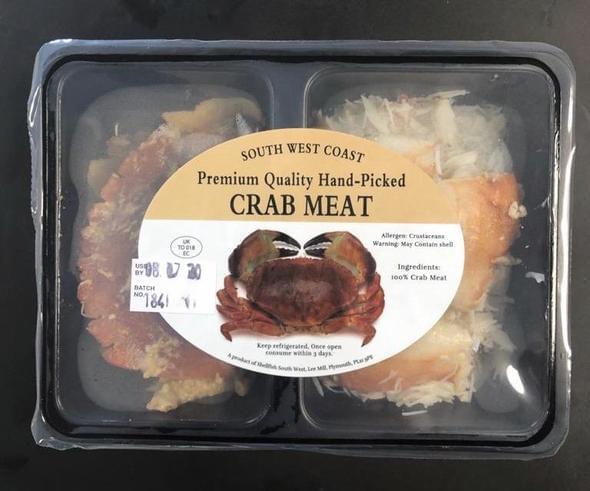 SOUTH WEST COAST
Premium Quality Hand-Picked
CRAB MEAT
UK
TO 018
EC
Allergen: Crustaceans
Warning: May Contain shell
Ingredients:
100% Crab Meat
USE
BY 08. 07 20
BATCH
NO.
Keep refrigerated, Once open
consume within 3 days.
A product of Shellfish South West, Lee Mill, Plymouth, PL21 9PE